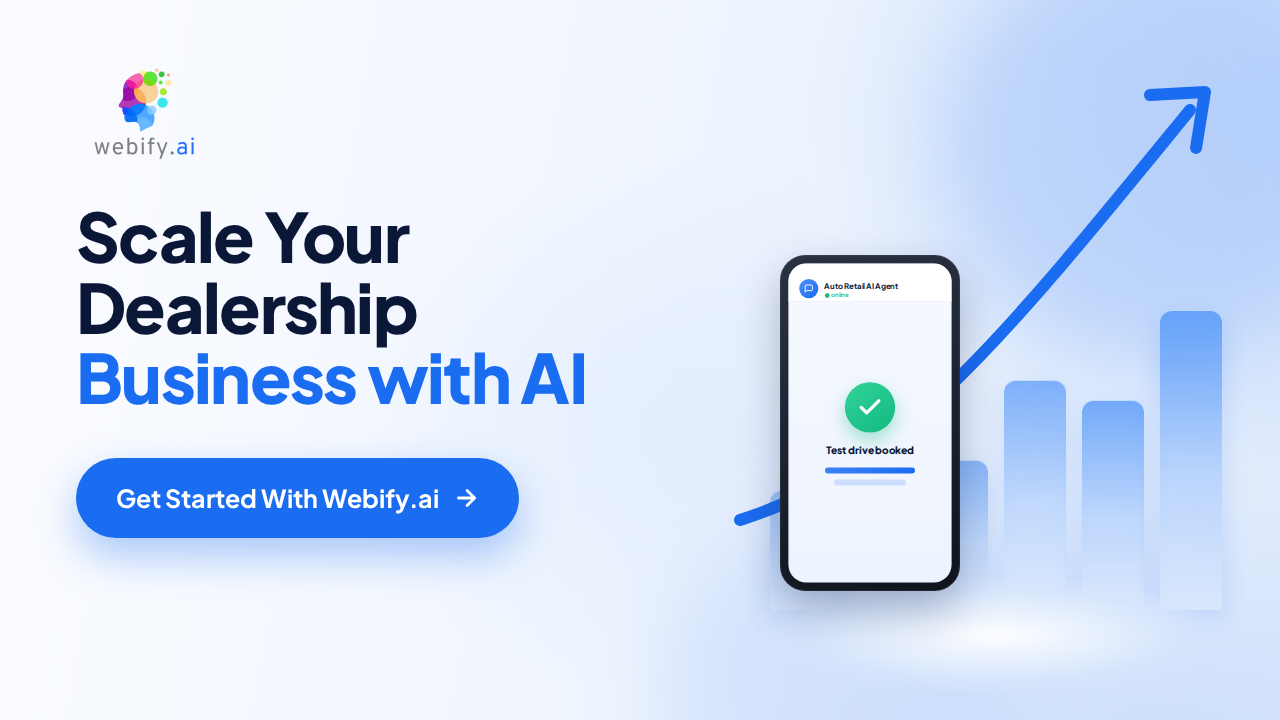 webify.ai
Scale Your
Dealership
Business with AI
Get Started With Webify.ai
Auto Retail AI Agent
online
Test drive booked